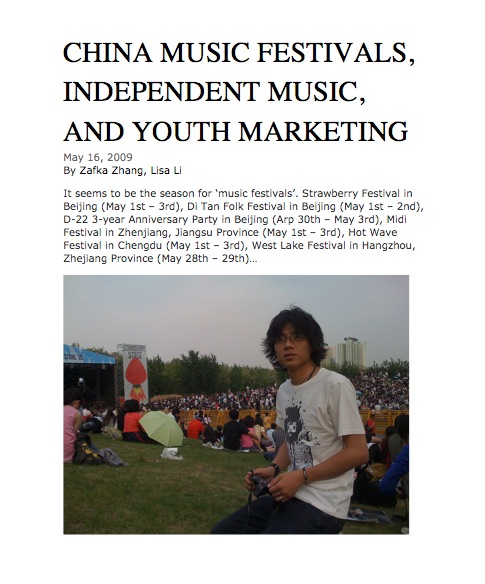 CHINA MUSIC FESTIVALS,
INDEPENDENT MUSIC,
AND YOUTH MARKETING
May 16, 2009
By Zafka Zhang, Lisa Li
It seems to be the season for ‘music festivals’. Strawberry Festival in
Beijing (May 1st – 3rd), Di Tan Folk Festival in Beijing (May 1st – 2nd),
D-22 3-year Anniversary Party in Beijing (Arp 30th – May 3rd), Midi
Festival in Zhenjiang, Jiangsu Province (May 1st – 3rd), Hot Wave
Festival in Chengdu (May 1st – 3rd), West Lake Festival in Hangzhou,
Zhejiang Province (May 28th – 29th)…
STRAWBERRY
STAGE